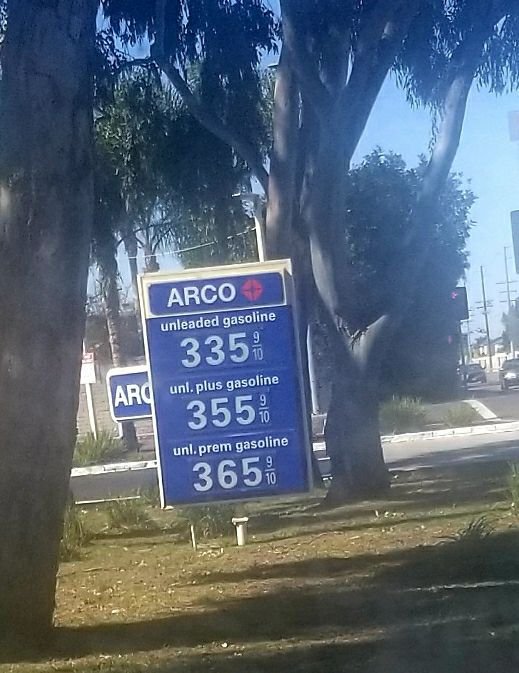 ARCO
unleaded gasoline
335 9/10
ARC
unl. plus gasoline
355 9/10
unl. prem gasoline
365 9/10